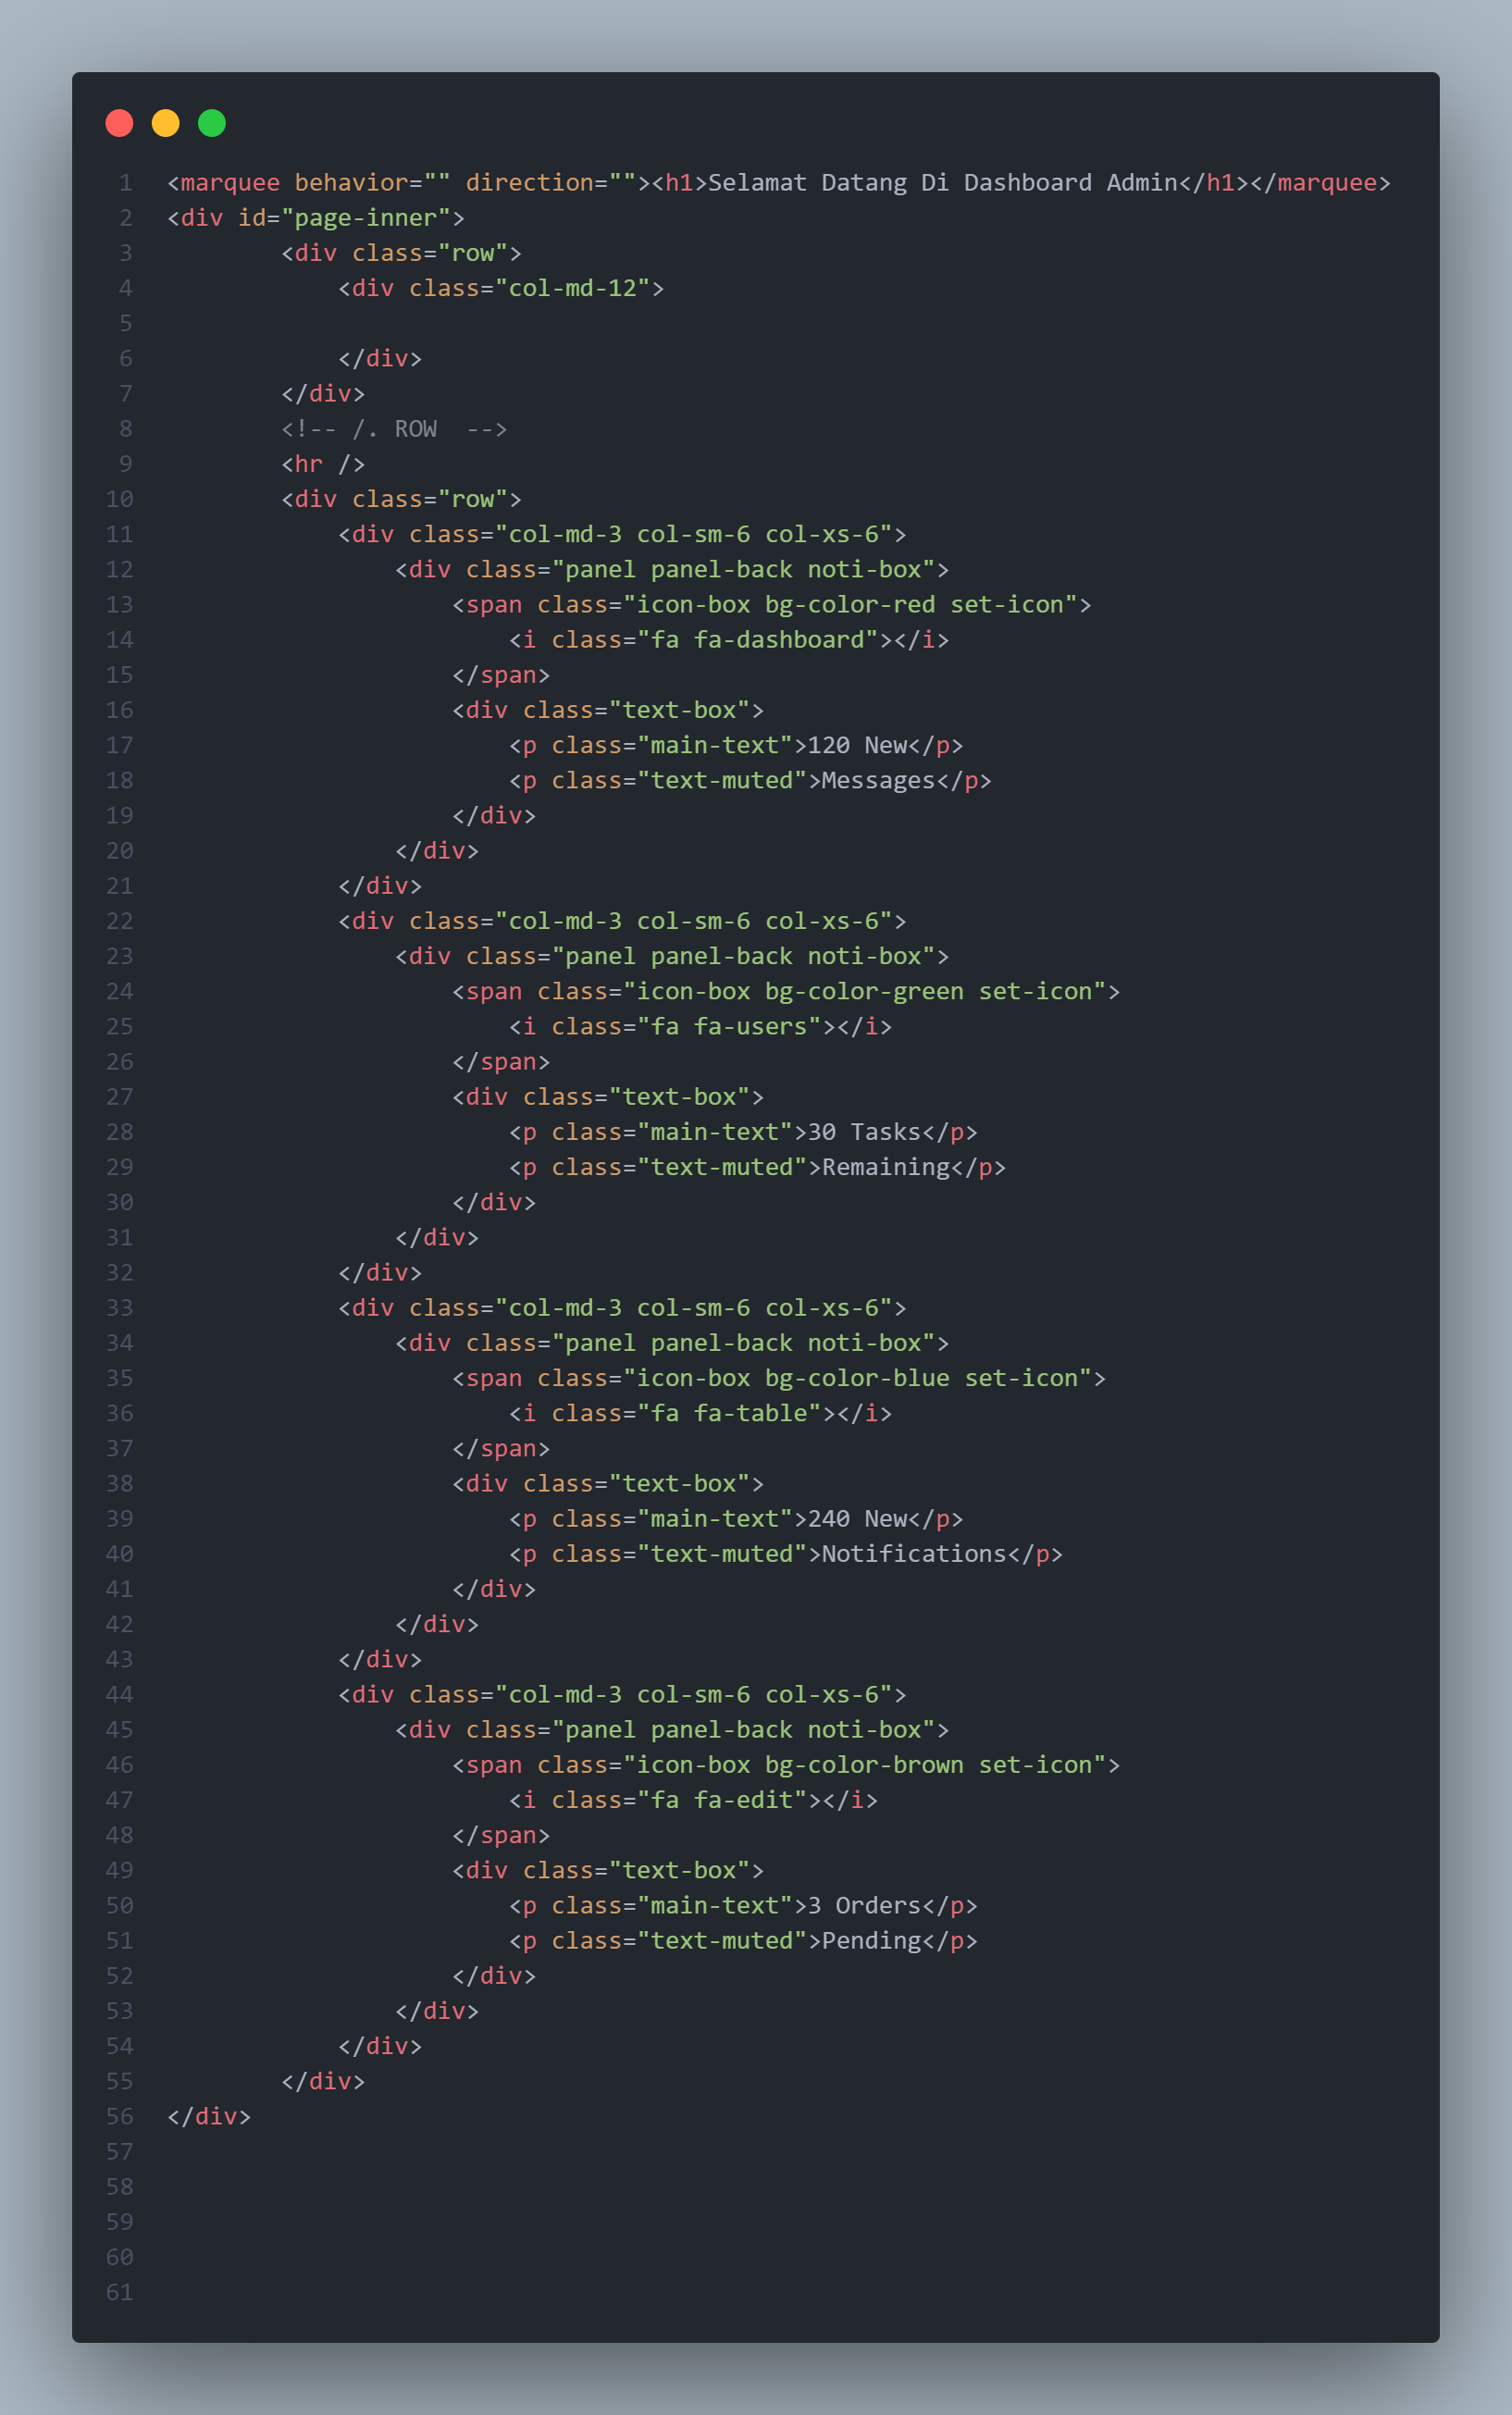 1 <marquee behavior="" direction=""><h1>Selamat Datang Di Dashboard Admin</h1></marquee>
2 <div id="page-inner">
3         <div class="row">
4             <div class="col-md-12">
5
6             </div>
7         </div>
8         <!-- /. ROW  -->
9         <hr />
10         <div class="row">
11             <div class="col-md-3 col-sm-6 col-xs-6">
12                 <div class="panel panel-back noti-box">
13                     <span class="icon-box bg-color-red set-icon">
14                         <i class="fa fa-dashboard"></i>
15                     </span>
16                     <div class="text-box">
17                         <p class="main-text">120 New</p>
18                         <p class="text-muted">Messages</p>
19                     </div>
20                 </div>
21             </div>
22             <div class="col-md-3 col-sm-6 col-xs-6">
23                 <div class="panel panel-back noti-box">
24                     <span class="icon-box bg-color-green set-icon">
25                         <i class="fa fa-users"></i>
26                     </span>
27                     <div class="text-box">
28                         <p class="main-text">30 Tasks</p>
29                         <p class="text-muted">Remaining</p>
30                     </div>
31                 </div>
32             </div>
33             <div class="col-md-3 col-sm-6 col-xs-6">
34                 <div class="panel panel-back noti-box">
35                     <span class="icon-box bg-color-blue set-icon">
36                         <i class="fa fa-table"></i>
37                     </span>
38                     <div class="text-box">
39                         <p class="main-text">240 New</p>
40                         <p class="text-muted">Notifications</p>
41                     </div>
42                 </div>
43             </div>
44             <div class="col-md-3 col-sm-6 col-xs-6">
45                 <div class="panel panel-back noti-box">
46                     <span class="icon-box bg-color-brown set-icon">
47                         <i class="fa fa-edit"></i>
48                     </span>
49                     <div class="text-box">
50                         <p class="main-text">3 Orders</p>
51                         <p class="text-muted">Pending</p>
52                     </div>
53                 </div>
54             </div>
55         </div>
56 </div>
57
58
59
60
61